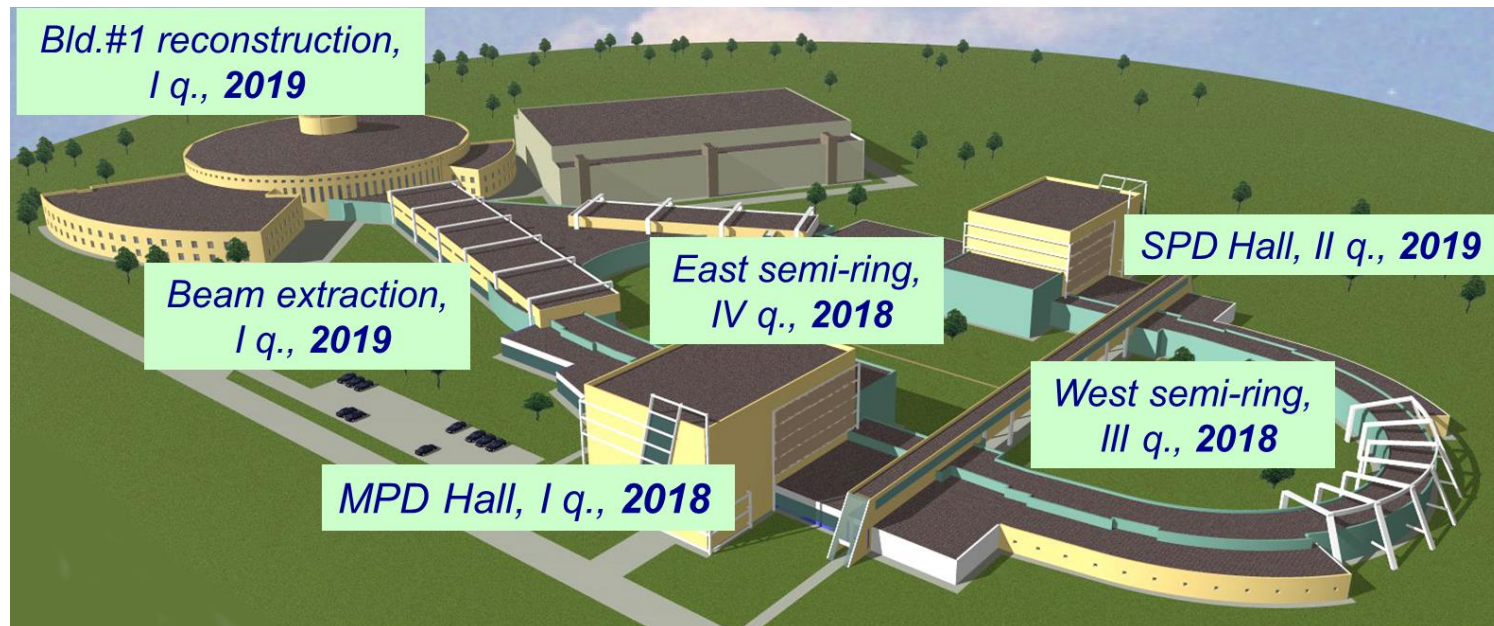 Bld.#1 reconstruction,
I q., 2019
SPD Hall, II q., 2019
East semi-ring,
IV q., 2018
Beam extraction,
I q., 2019
West semi-ring,
III q., 2018
MPD Hall, I q., 2018